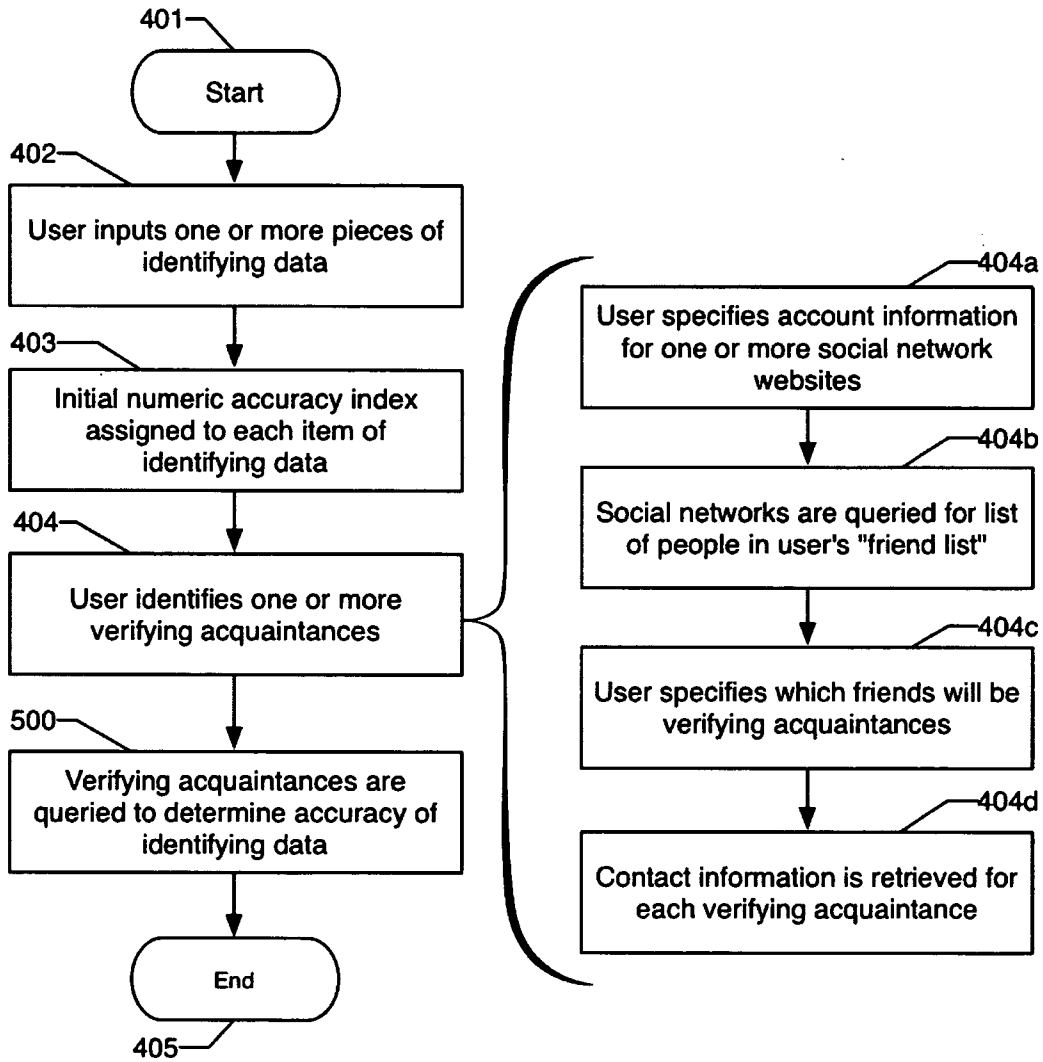 401
Start
402
User inputs one or more pieces of
identifying data
403
Initial numeric accuracy index
assigned to each item of
identifying data
404
User identifies one or more
verifying acquaintances
500
Verifying acquaintances are
queried to determine accuracy of
identifying data
End
405
404a
User specifies account information
for one or more social network
websites
404b
Social networks are queried for list
of people in user's "friend list"
404c
User specifies which friends will be
verifying acquaintances
404d
Contact information is retrieved for
each verifying acquaintance